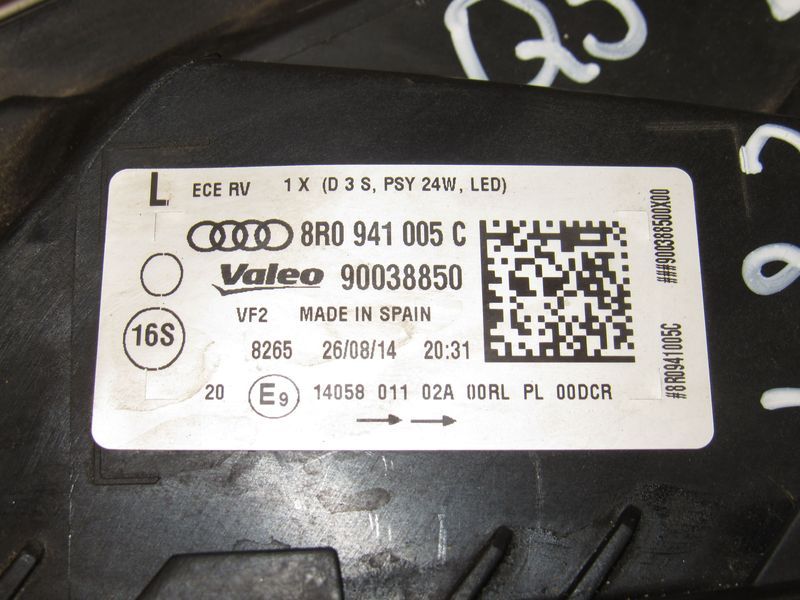 L ECE RV 1 X (D 3 S, PSY 24W, LED)
8R0 941 005 C
Valeo 90038850
VF2 MADE IN SPAIN
16S
8265 26/08/14 20:31
20 E9 14058 011 02A 00RL PL 00DCR
###90038850OX00
#8R0941005C